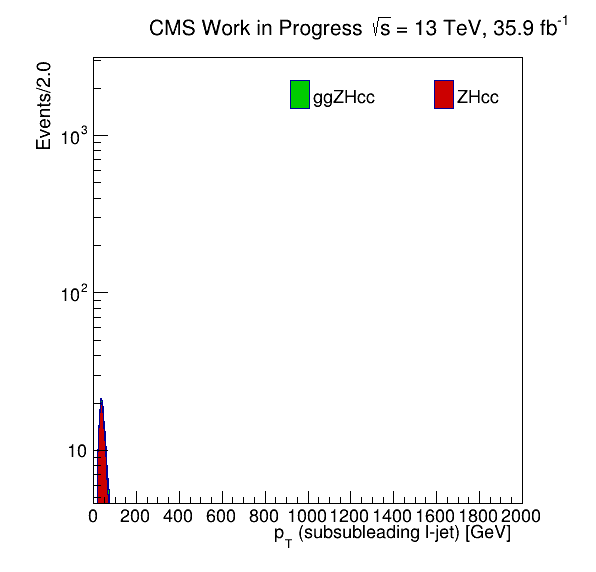 CMS Work in Progress √s = 13 TeV, 35.9 fb⁻¹
Events/2.0
ggZHcc ZHcc
10³
10²
10
0 200 400 600 800 1000 1200 1400 1600 1800 2000
p_T (subsubleading l-jet) [GeV]